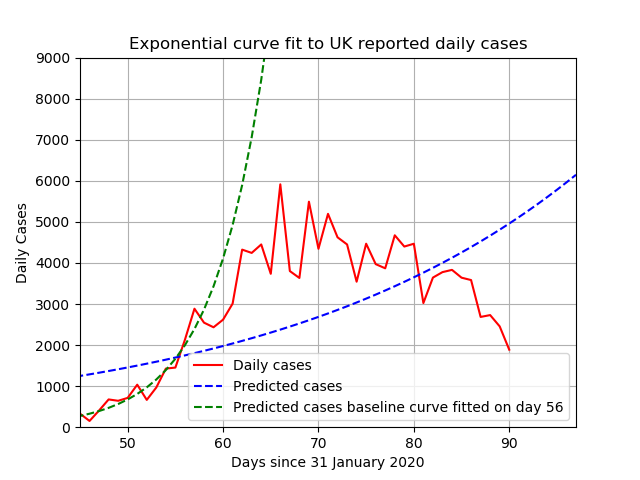 Exponential curve fit to UK reported daily cases
9000
8000
7000
6000
5000
4000
3000
2000
1000
0
Daily Cases
Daily cases
Predicted cases
Predicted cases baseline curve fitted on day 56
50 60 70 80 90
Days since 31 January 2020